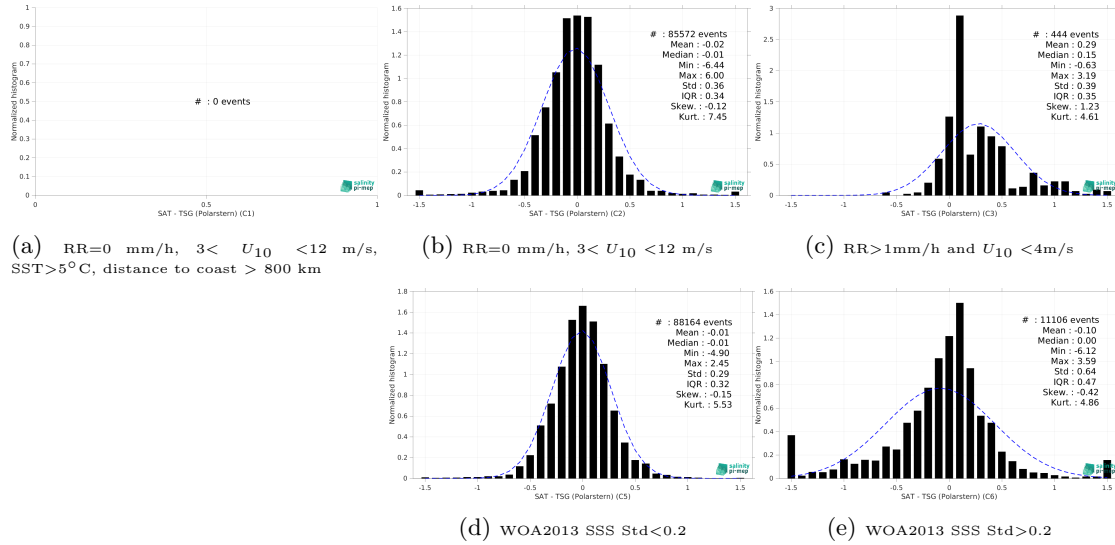 Normalized histogram
1
0.9
0.8
0.7
0.6
0.5
0.4
0.3
0.2
0.1
0
# : 0 events
0 0.5 1
SAT - TSG (Polarstern) (C1)
salinity
pi-mep
(a) RR=0 mm/h, 3< U10 <12 m/s,
SST>5°C, distance to coast > 800 km
Normalized histogram
1.6
1.4
1.2
1
0.8
0.6
0.4
0.2
0
# : 85572 events
Mean : -0.02
Median : -0.01
Min : -6.44
Max : 6.00
Std : 0.36
IQR : 0.34
Skew. : -0.12
Kurt. : 7.45
-1.5 -1 -0.5 0 0.5 1 1.5
SAT - TSG (Polarstern) (C2)
salinity
pi-mep
(b) RR=0 mm/h, 3< U10 <12 m/s
Normalized histogram
3
2.5
2
1.5
1
0.5
0
# : 444 events
Mean : 0.29
Median : 0.15
Min : -0.63
Max : 3.19
Std : 0.39
IQR : 0.35
Skew. : 1.23
Kurt. : 4.61
-1.5 -1 -0.5 0 0.5 1 1.5
SAT - TSG (Polarstern) (C3)
salinity
pi-mep
(c) RR>1mm/h and U10 <4m/s
Normalized histogram
1.8
1.6
1.4
1.2
1
0.8
0.6
0.4
0.2
0
# : 88164 events
Mean : -0.01
Median : -0.01
Min : -4.90
Max : 2.45
Std : 0.29
IQR : 0.32
Skew. : -0.15
Kurt. : 5.53
-1.5 -1 -0.5 0 0.5 1 1.5
SAT - TSG (Polarstern) (C5)
salinity
pi-mep
(d) WOA2013 SSS Std<0.2
Normalized histogram
1.6
1.4
1.2
1
0.8
0.6
0.4
0.2
0
# : 11106 events
Mean : -0.10
Median : 0.00
Min : -6.12
Max : 3.59
Std : 0.64
IQR : 0.47
Skew. : -0.42
Kurt. : 4.86
-1.5 -1 -0.5 0 0.5 1 1.5
SAT - TSG (Polarstern) (C6)
salinity
pi-mep
(e) WOA2013 SSS Std>0.2